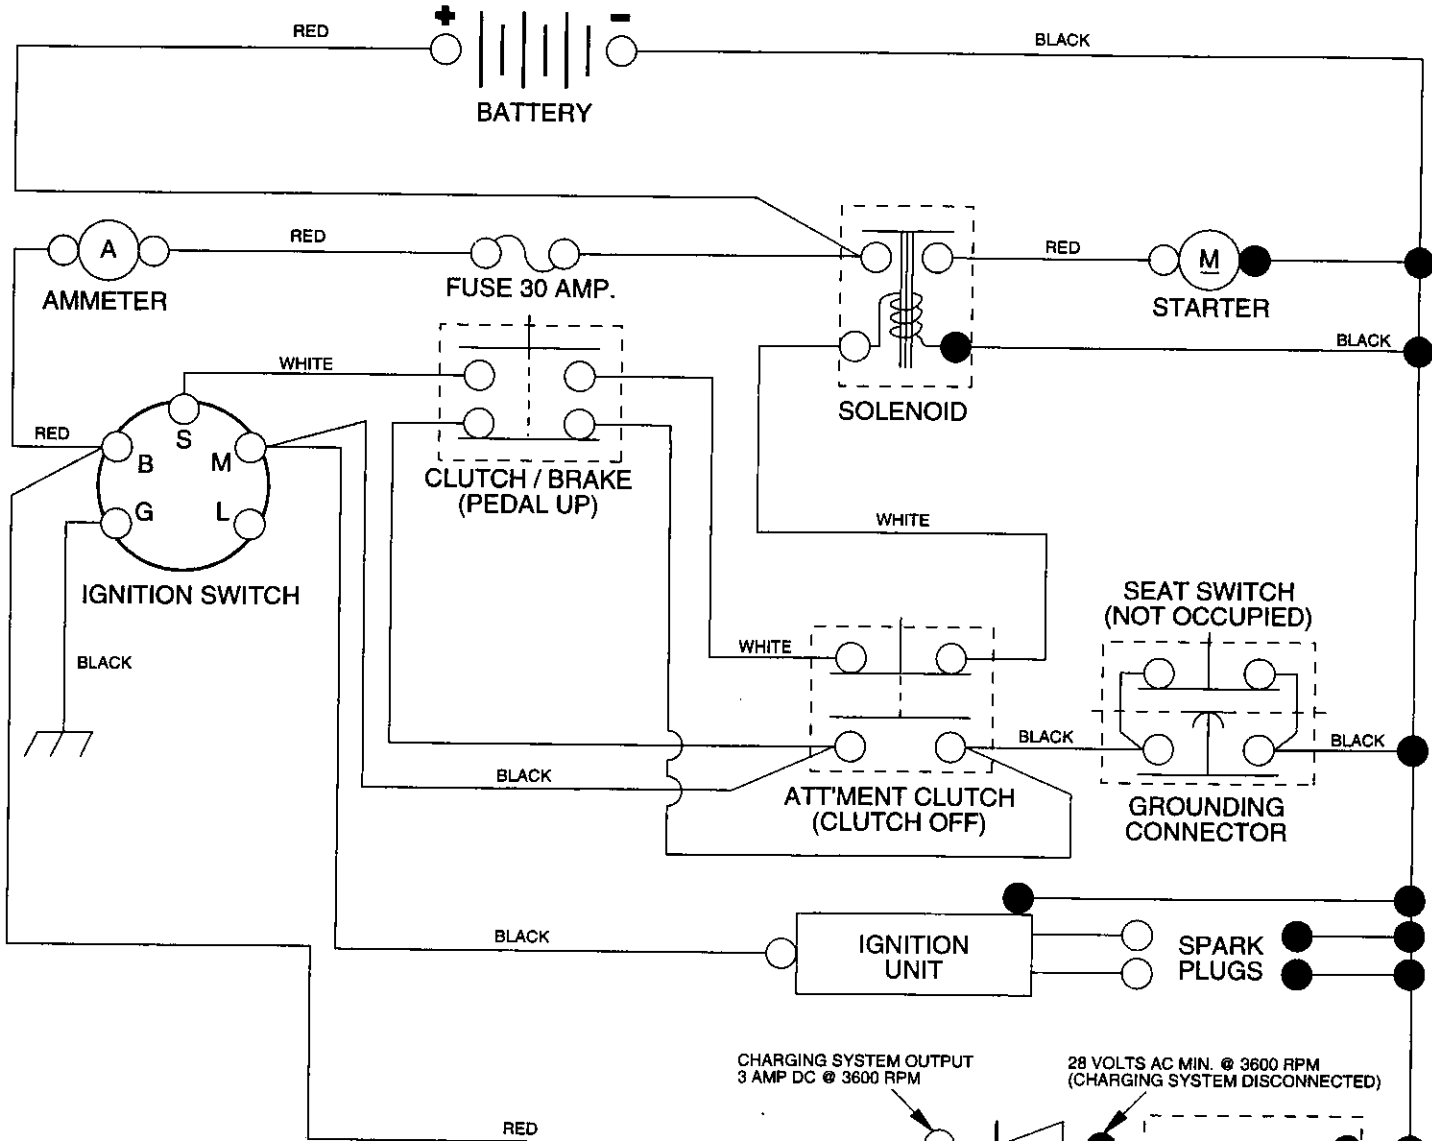 +
-
RED
BLACK
BATTERY
A
RED
RED
M
AMMETER
FUSE 30 AMP.
STARTER
BLACK
WHITE
SOLENOID
RED
S
B
M
G
L
CLUTCH / BRAKE
(PEDAL UP)
WHITE
IGNITION SWITCH
SEAT SWITCH
(NOT OCCUPIED)
BLACK
WHITE
BLACK
BLACK
BLACK
ATT'MENT CLUTCH
(CLUTCH OFF)
GROUNDING
CONNECTOR
BLACK
IGNITION
UNIT
SPARK
PLUGS
CHARGING SYSTEM OUTPUT
3 AMP DC @ 3600 RPM
28 VOLTS AC MIN. @ 3600 RPM
(CHARGING SYSTEM DISCONNECTED)
RED